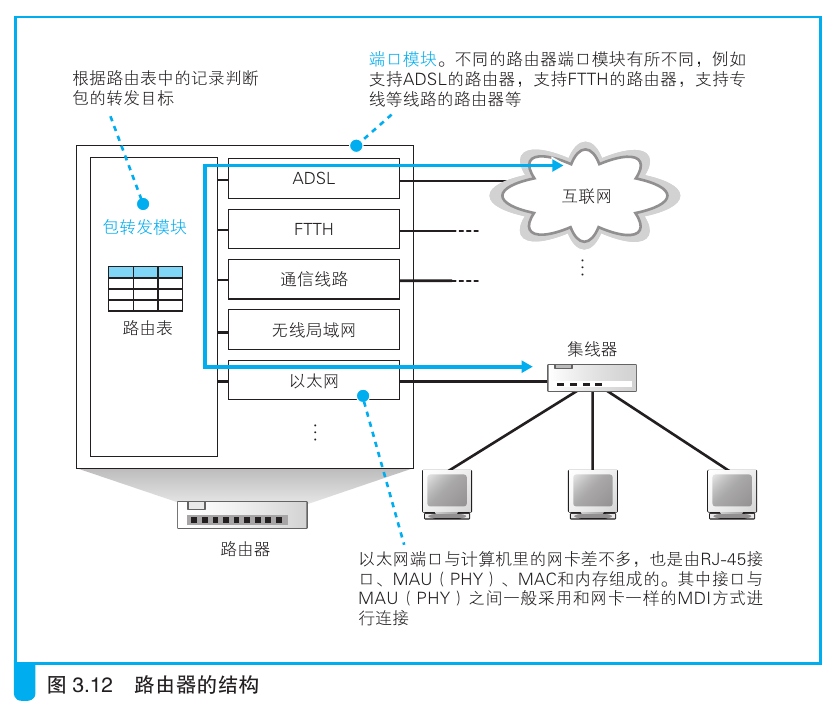 端口模块。不同的路由器端口模块有所不同，例如
支持ADSL的路由器，支持FTTH的路由器，支持专
线等线路的路由器等
根据路由表中的记录判断
包的转发目标
ADSL
互联网
包转发模块
FTTH
⋮
通信线路
路由表
无线局域网
集线器
以太网
⋮
路由器
以太网端口与计算机里的网卡差不多，也是由RJ-45接
口、MAU（PHY）、MAC和内存组成的。其中接口与
MAU（PHY）之间一般采用和网卡一样的MDI方式进
行连接
图 3.12 路由器的结构